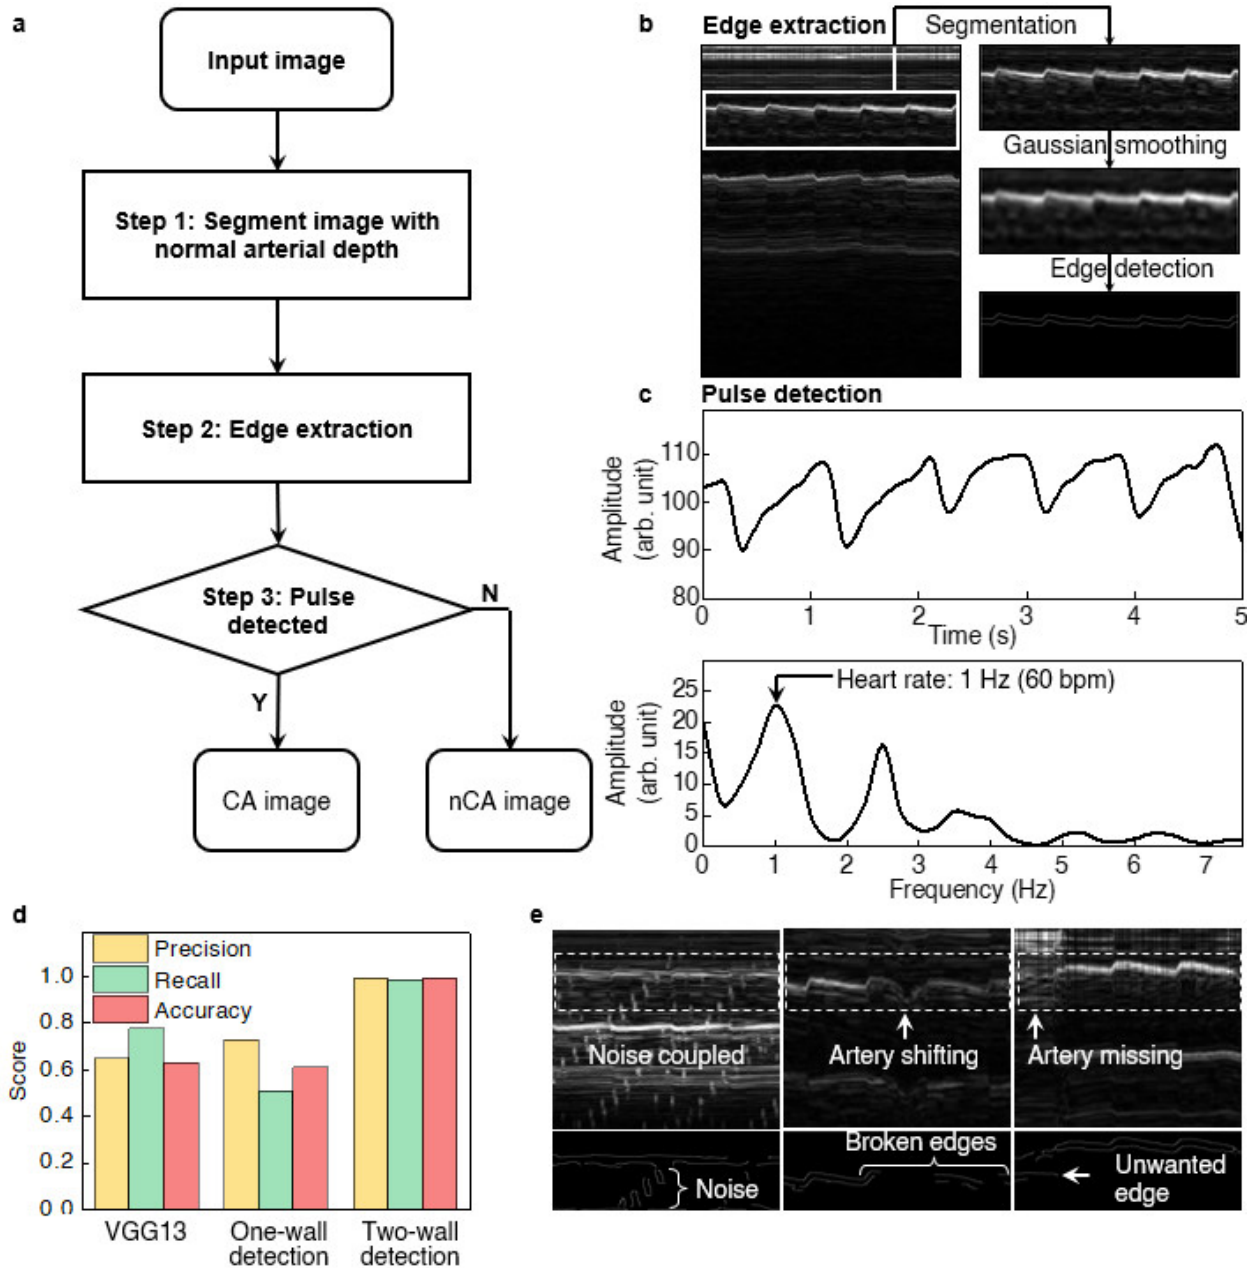 a
Input image
Step 1: Segment image with
normal arterial depth
Step 2: Edge extraction
Step 3: Pulse
detected
N
Y
CA image
nCA image
b
Edge extraction
Segmentation
Gaussian smoothing
Edge detection
c
Pulse detection
Amplitude
(arb. unit)
110
100
90
80
0 1 2 3 4 5
Time (s)
Heart rate: 1 Hz (60 bpm)
Amplitude
(arb. unit)
25
20
15
10
5
0
0 1 2 3 4 5 6 7
Frequency (Hz)
d
Precision
Recall
Accuracy
Score
1.0
0.8
0.6
0.4
0.2
0.0
VGG13
One-wall
detection
Two-wall
detection
e
Noise coupled
Artery shifting
Artery missing
Noise
Broken edges
Unwanted
edge